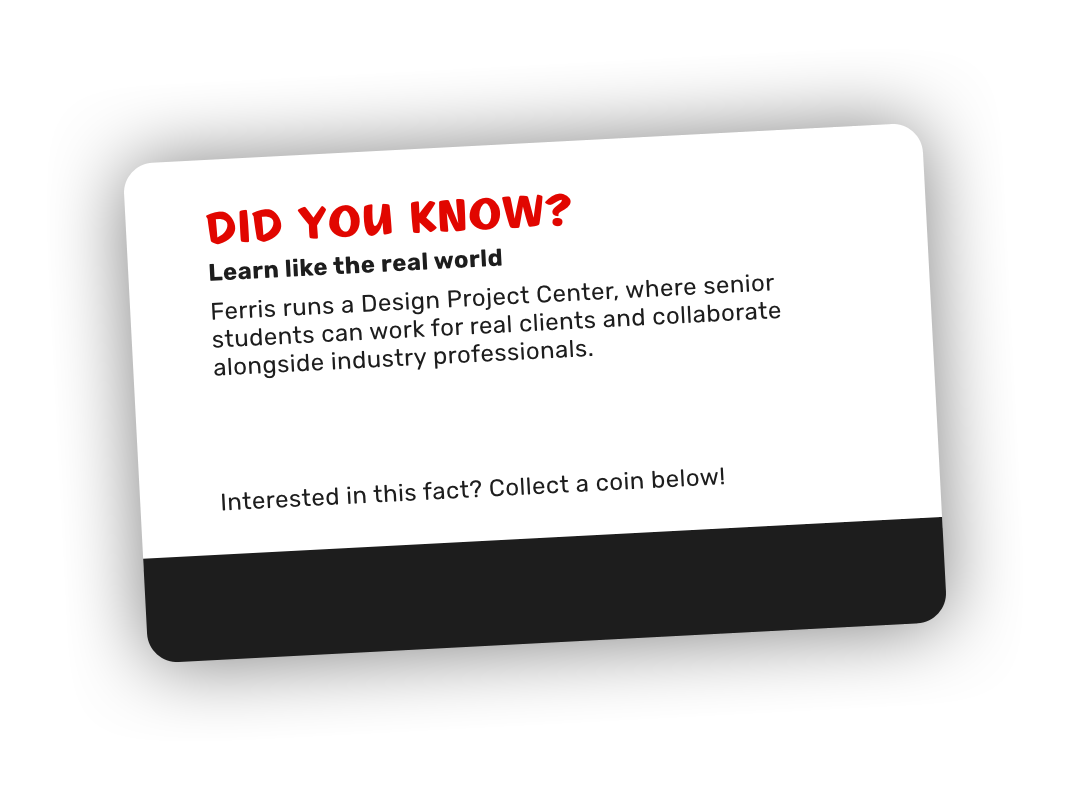 DID YOU KNOW?
Learn like the real world
Ferris runs a Design Project Center, where senior
students can work for real clients and collaborate
alongside industry professionals.
Interested in this fact? Collect a coin below!